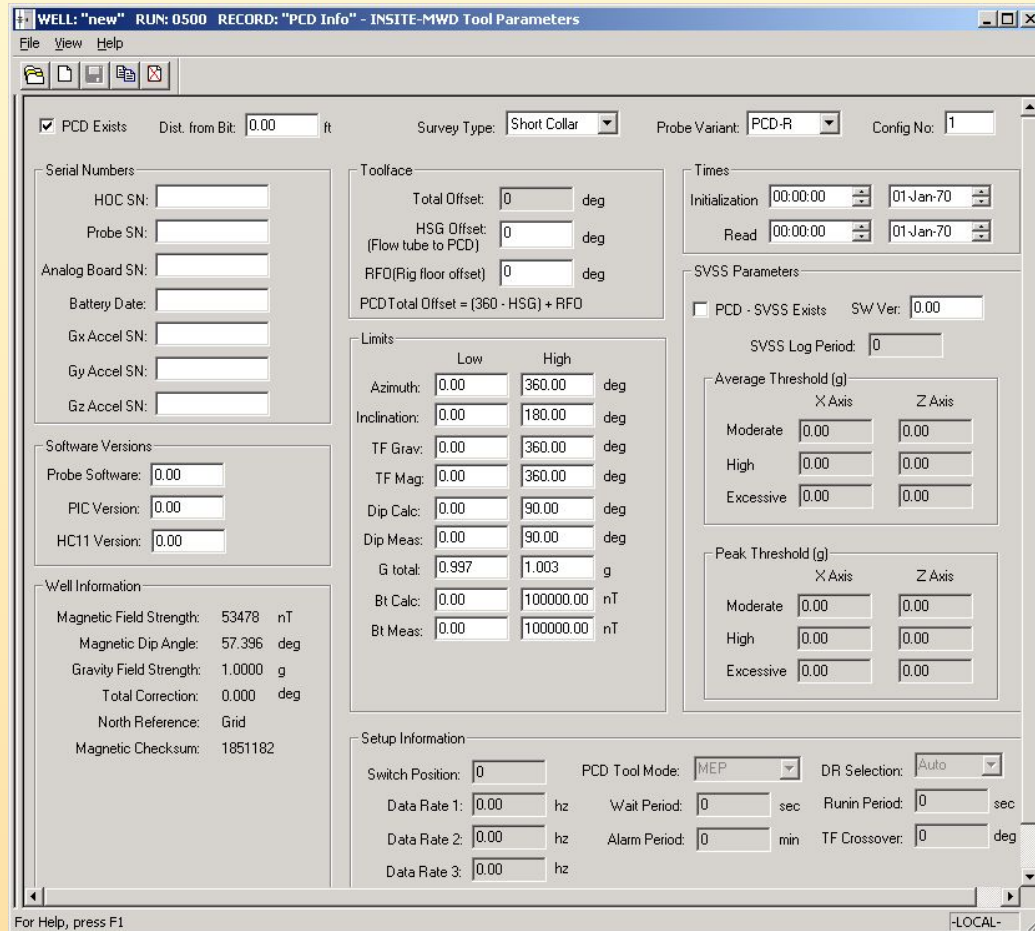 WELL: "new" RUN: 0500 RECORD: "PCD Info" - INSITE-MWD Tool Parameters
File View Help
PCD Exists Dist. from Bit: 0.00 ft Survey Type: Short Collar Probe Variant: PCD-R Config No: 1
Serial Numbers
HOC SN:
Probe SN:
Analog Board SN:
Battery Date:
Gx Accel SN:
Gy Accel SN:
Gz Accel SN:
Software Versions
Probe Software: 0.00
PIC Version: 0.00
HC11 Version: 0.00
Well Information
Magnetic Field Strength: 53478 nT
Magnetic Dip Angle: 57.396 deg
Gravity Field Strength: 1.0000 g
Total Correction: 0.000 deg
North Reference: Grid
Magnetic Checksum: 1851182
Toolface
Total Offset: 0 deg
HSG Offset: 0 deg
(Flow tube to PCD)
RFO(Rig floor offset) 0 deg
PCDTotal Offset = (360 - HSG) + RFO
Limits
Low High
Azimuth: 0.00 360.00 deg
Inclination: 0.00 180.00 deg
TF Grav: 0.00 360.00 deg
TF Mag: 0.00 360.00 deg
Dip Calc: 0.00 90.00 deg
Dip Meas: 0.00 90.00 deg
G total: 0.997 1.003 g
Bt Calc: 0.00 100000.00 nT
Bt Meas: 0.00 100000.00 nT
Times
Initialization 00:00:00 01-Jan-70
Read 00:00:00 01-Jan-70
SVSS Parameters
PCD - SVSS Exists SW Ver: 0.00
SVSS Log Period: 0
Average Threshold (g)
X Axis Z Axis
Moderate 0.00 0.00
High 0.00 0.00
Excessive 0.00 0.00
Peak Threshold (g)
X Axis Z Axis
Moderate 0.00 0.00
High 0.00 0.00
Excessive 0.00 0.00
Setup Information
Switch Position: 0 PCD Tool Mode: MEP DR Selection: Auto
Data Rate 1: 0.00 hz Wait Period: 0 sec Runin Period: 0 sec
Data Rate 2: 0.00 hz Alarm Period: 0 min TF Crossover: 0 deg
Data Rate 3: 0.00 hz
For Help, press F1 -LOCAL-